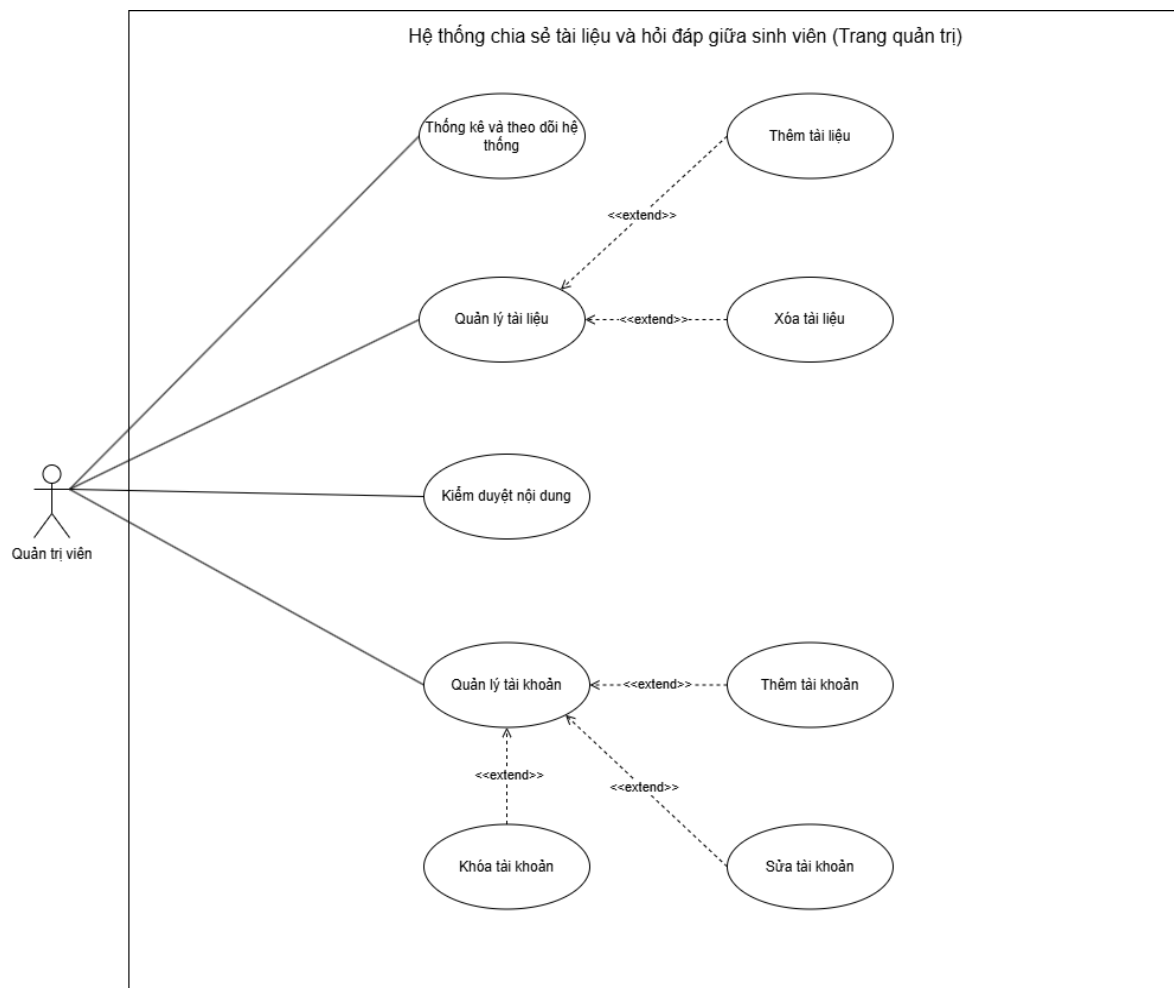 Hệ thống chia sẻ tài liệu và hỏi đáp giữa sinh viên (Trang quản trị)
Thống kê và theo dõi hệ
thống
Thêm tài liệu
<<extend>>
Quản lý tài liệu
<<extend>>
Xóa tài liệu
Kiểm duyệt nội dung
Quản trị viên
Quản lý tài khoản
<<extend>>
Thêm tài khoản
<<extend>>
<<extend>>
Khóa tài khoản
Sửa tài khoản